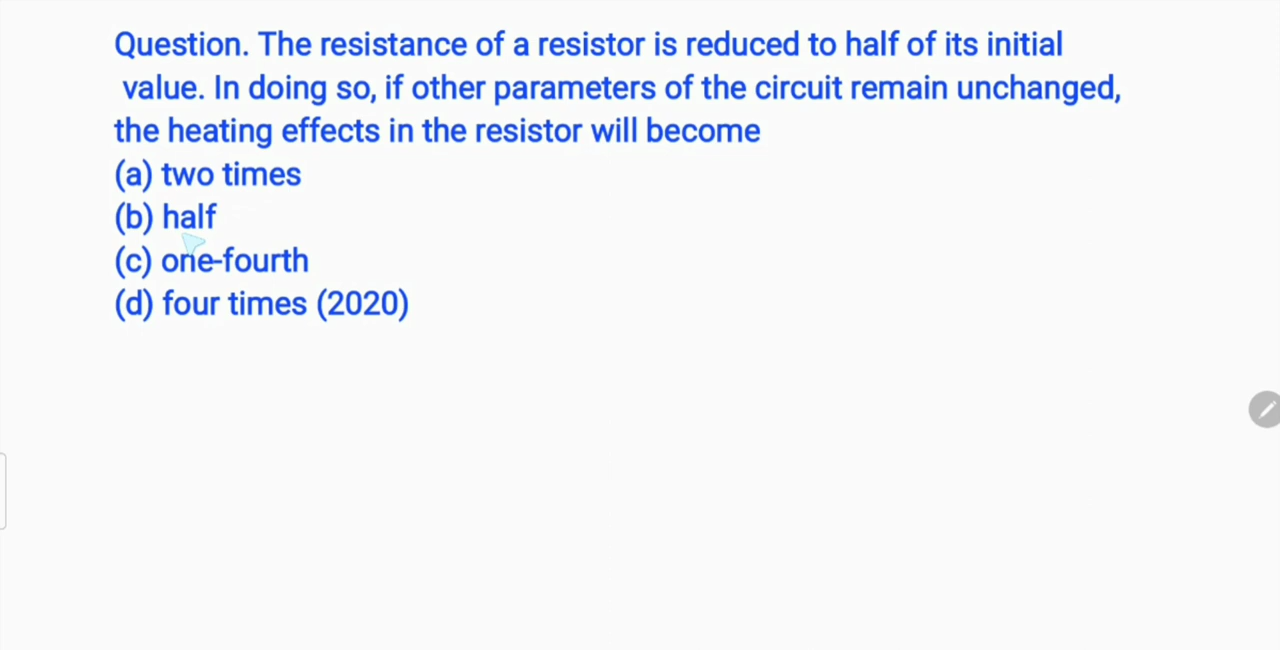 Question. The resistance of a resistor is reduced to half of its initial
value. In doing so, if other parameters of the circuit remain unchanged,
the heating effects in the resistor will become
(a) two times
(b) half
(c) one-fourth
(d) four times (2020)